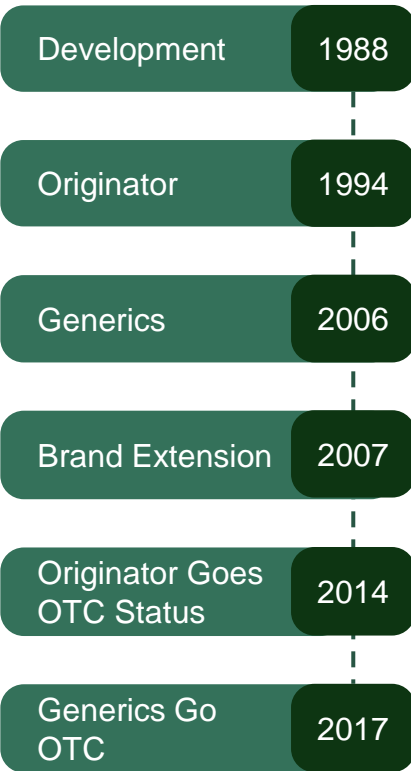 Development 1988
Originator 1994
Generics 2006
Brand Extension 2007
Originator Goes
OTC Status 2014
Generics Go
OTC 2017